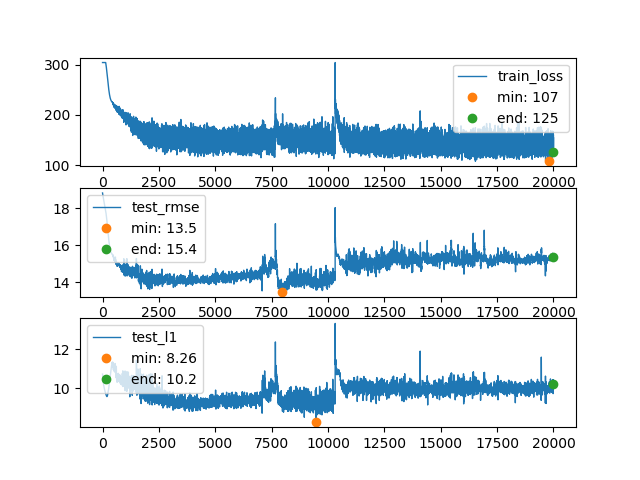 300
200
100
train_loss
min: 107
end: 125
0 2500 5000 7500 10000 12500 15000 17500 20000
18
16
14
test_rmse
min: 13.5
end: 15.4
0 2500 5000 7500 10000 12500 15000 17500 20000
12
10
test_l1
min: 8.26
end: 10.2
0 2500 5000 7500 10000 12500 15000 17500 20000